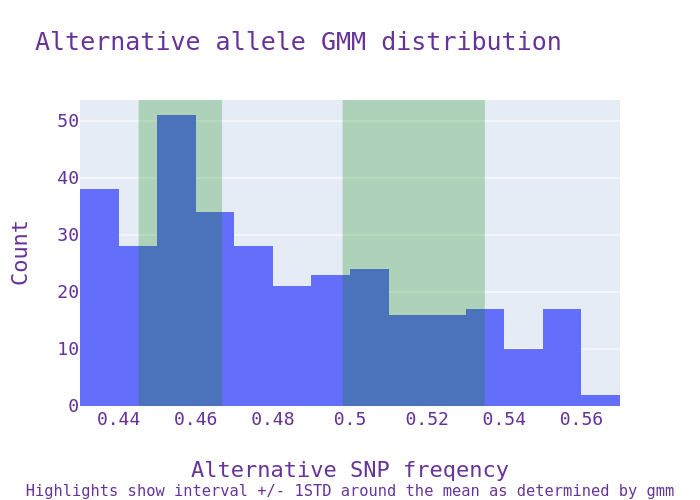 Alternative allele GMM distribution
50
40
30
20
10
0
Count
0.44 0.46 0.48 0.5 0.52 0.54 0.56
Alternative SNP freqency
Highlights show interval +/- 1STD around the mean as determined by gmm